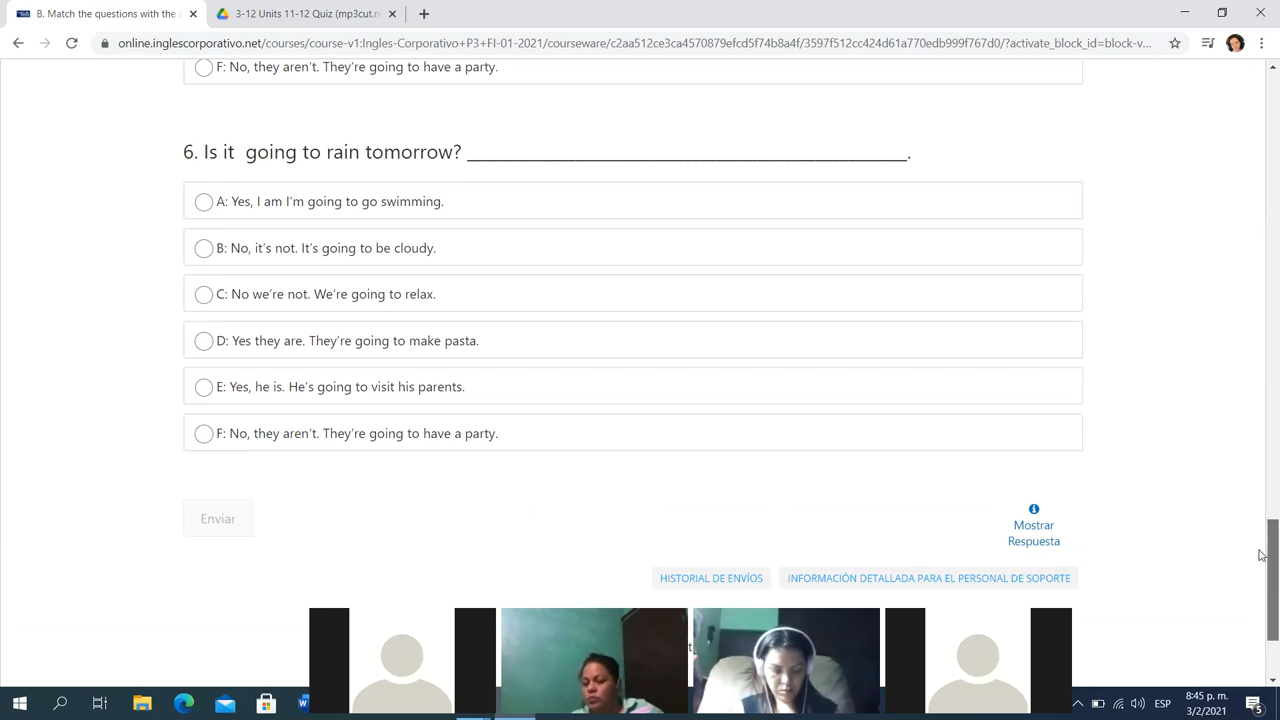 B. Match the questions with the a
3-12 Units 11-12 Quiz (mp3cut.n
online.inglescorporativo.net/courses/course-v1:Ingles-Corporativo+P3+FI-01-2021/courseware/c2aa512ce3ca4570879efcd5f74b8a4f/3597f512cc424d61a770edb999f767d0/?activate_block_id=block-v...
F: No, they aren't. They're going to have a party.
6. Is it going to rain tomorrow? ______________________________________________.
A: Yes, I am I'm going to go swimming.
B: No, it's not. It's going to be cloudy.
C: No we're not. We're going to relax.
D: Yes they are. They're going to make pasta.
E: Yes, he is. He's going to visit his parents.
F: No, they aren't. They're going to have a party.
Enviar
Mostrar
Respuesta
HISTORIAL DE ENVÍOS
INFORMACIÓN DETALLADA PARA EL PERSONAL DE SOPORTE
ESP
8:45 p. m.
3/2/2021
5